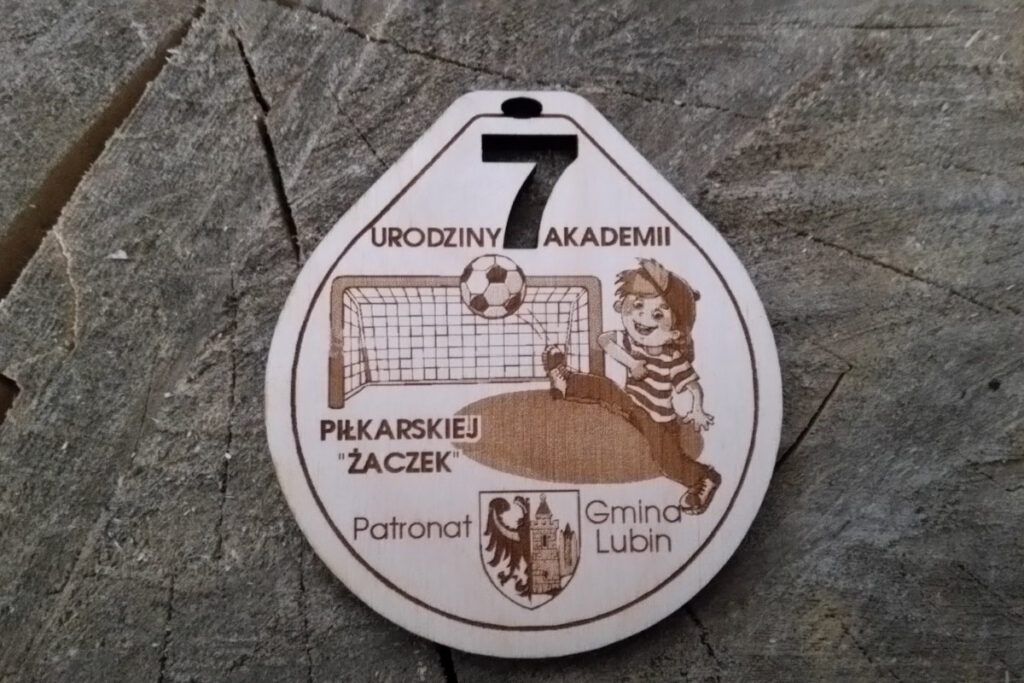 7
URODZINY AKADEMII
PIŁKARSKIEJ
"ŻACZEK"
Patronat Gmina
Lubin